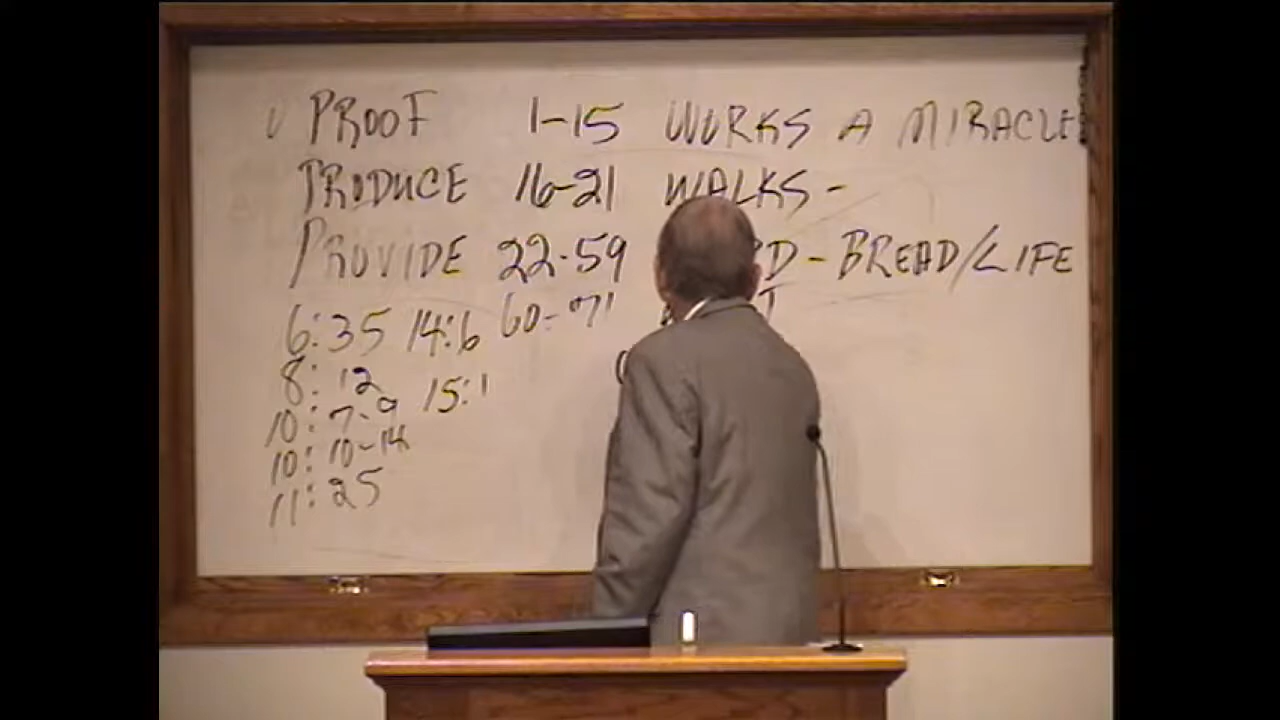 PROOF 1-15 WORKS A MIRACLE
PRODUCE 16-21 WALKS -
PROVIDE 22-59 - BREAD/LIFE
6:35 14:6 60-71
8:12 15:1
10:7-9
10:10-14
11:25